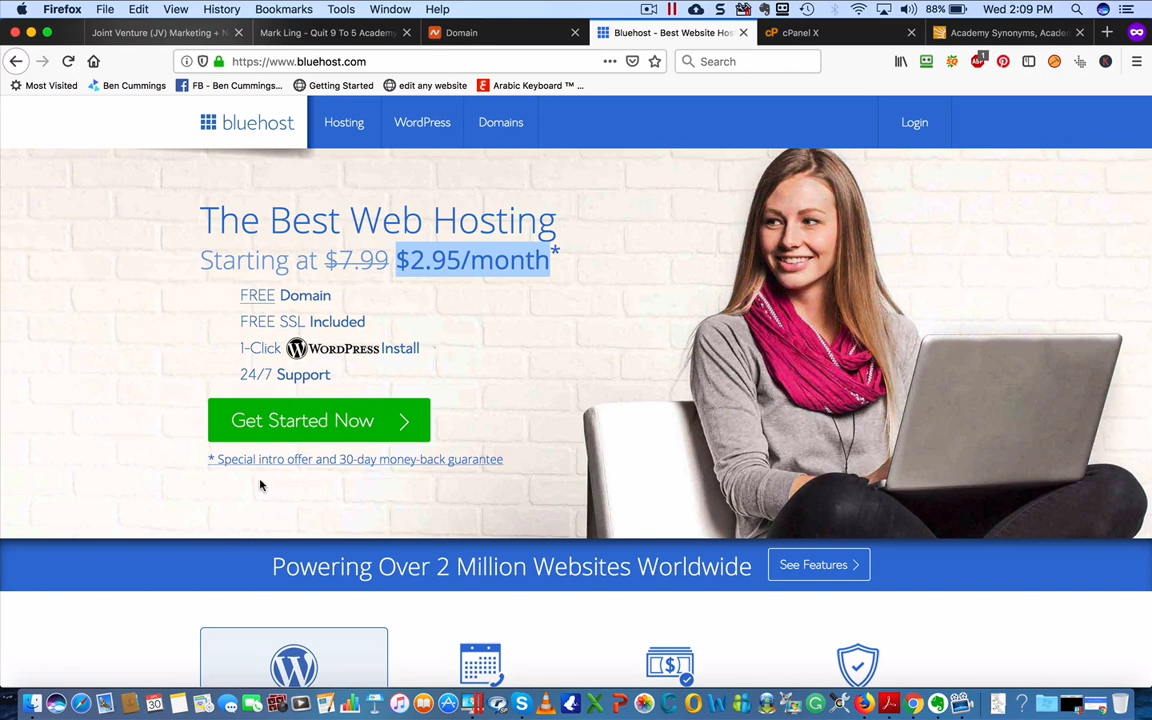 Firefox File Edit View History Bookmarks Tools Window Help 88% Wed 2:09 PM
Joint Venture (JV) Marketing + Mark Ling - Quit 9 To 5 Academy Domain Bluehost - Best Website Hos cPanel X Academy Synonyms, Acade
https://www.bluehost.com Search
Most Visited Ben Cummings FB - Ben Cummings... Getting Started edit any website Arabic Keyboard ™ ...
bluehost Hosting WordPress Domains Login
The Best Web Hosting
Starting at $7.99 $2.95/month*
FREE Domain
FREE SSL Included
1-Click WORDPRESS Install
24/7 Support
Get Started Now
* Special intro offer and 30-day money-back guarantee
Powering Over 2 Million Websites Worldwide See Features